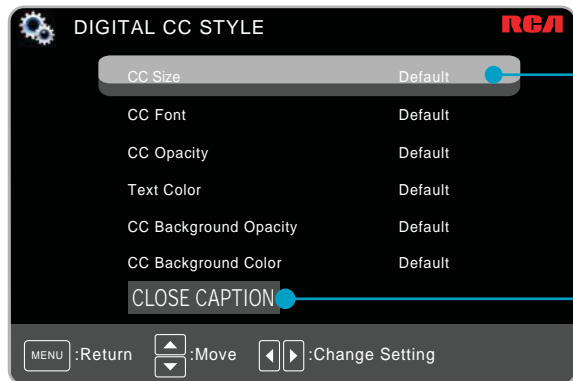 DIGITAL CC STYLE RCA
CC Size Default
CC Font Default
CC Opacity Default
Text Color Default
CC Background Opacity Default
CC Background Color Default
CLOSE CAPTION
MENU :Return :Move :Change Setting